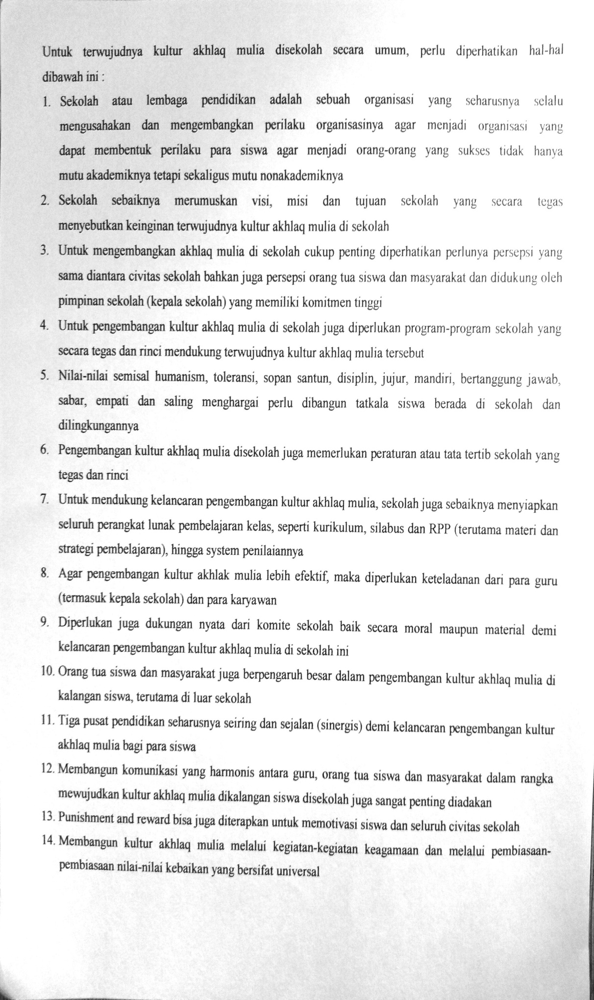 Untuk terwujudnya kultur akhlaq mulia disekolah secara umum, perlu diperhatikan hal-hal
dibawah ini :
1. Sekolah atau lembaga pendidikan adalah sebuah organisasi yang seharusnya selalu
mengusahakan dan mengembangkan perilaku organisasinya agar menjadi organisasi yang
dapat membentuk perilaku para siswa agar menjadi orang-orang yang sukses tidak hanya
mutu akademiknya tetapi sekaligus mutu nonakademiknya
2. Sekolah sebaiknya merumuskan visi, misi dan tujuan sekolah yang secara tegas
menyebutkan keinginan terwujudnya kultur akhlaq mulia di sekolah
3. Untuk mengembangkan akhlaq mulia di sekolah cukup penting diperhatikan perlunya persepsi yang
sama diantara civitas sekolah bahkan juga persepsi orang tua siswa dan masyarakat dan didukung oleh
pimpinan sekolah (kepala sekolah) yang memiliki komitmen tinggi
4. Untuk pengembangan kultur akhlaq mulia di sekolah juga diperlukan program-program sekolah yang
secara tegas dan rinci mendukung terwujudnya kultur akhlaq mulia tersebut
5. Nilai-nilai semisal humanism, toleransi, sopan santun, disiplin, jujur, mandiri, bertanggung jawab,
sabar, empati dan saling menghargai perlu dibangun tatkala siswa berada di sekolah dan
dilingkungannya
6. Pengembangan kultur akhlaq mulia disekolah juga memerlukan peraturan atau tata tertib sekolah yang
tegas dan rinci
7. Untuk mendukung kelancaran pengembangan kultur akhlaq mulia, sekolah juga sebaiknya menyiapkan
seluruh perangkat lunak pembelajaran kelas, seperti kurikulum, silabus dan RPP (terutama materi dan
strategi pembelajaran), hingga system penilaiannya
8. Agar pengembangan kultur akhlak mulia lebih efektif, maka diperlukan keteladanan dari para guru
(termasuk kepala sekolah) dan para karyawan
9. Diperlukan juga dukungan nyata dari komite sekolah baik secara moral maupun material demi
kelancaran pengembangan kultur akhlaq mulia di sekolah ini
10. Orang tua siswa dan masyarakat juga berpengaruh besar dalam pengembangan kultur akhlaq mulia di
kalangan siswa, terutama di luar sekolah
11. Tiga pusat pendidikan seharusnya seiring dan sejalan (sinergis) demi kelancaran pengembangan kultur
akhlaq mulia bagi para siswa
12. Membangun komunikasi yang harmonis antara guru, orang tua siswa dan masyarakat dalam rangka
mewujudkan kultur akhlaq mulia dikalangan siswa disekolah juga sangat penting diadakan
13. Punishment and reward bisa juga diterapkan untuk memotivasi siswa dan seluruh civitas sekolah
14. Membangun kultur akhlaq mulia melalui kegiatan-kegiatan keagamaan dan melalui pembiasaan-
pembiasaan nilai-nilai kebaikan yang bersifat universal